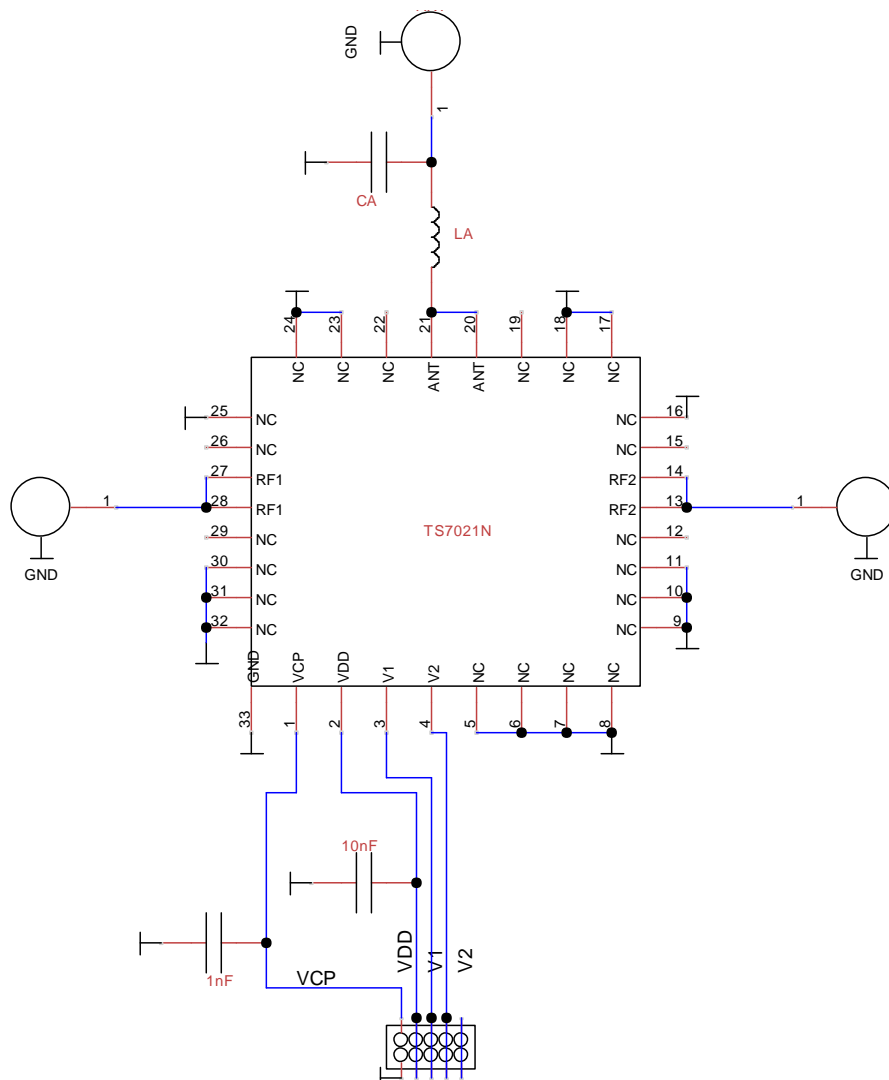 GND
1
CA
LA
24
23
22
21
20
19
18
17
NC
NC
NC
ANT
ANT
NC
NC
NC
25
NC
NC
16
26
NC
NC
15
27
RF1
RF2
14
1
28
RF1
RF2
13
1
TS7021N
29
NC
NC
12
GND
30
NC
NC
11
GND
31
NC
NC
10
32
NC
NC
9
GND
VCP
VDD
V1
V2
NC
NC
NC
NC
33
1
2
3
4
5
6
7
8
10nF
VDD
V1
V2
1nF
VCP